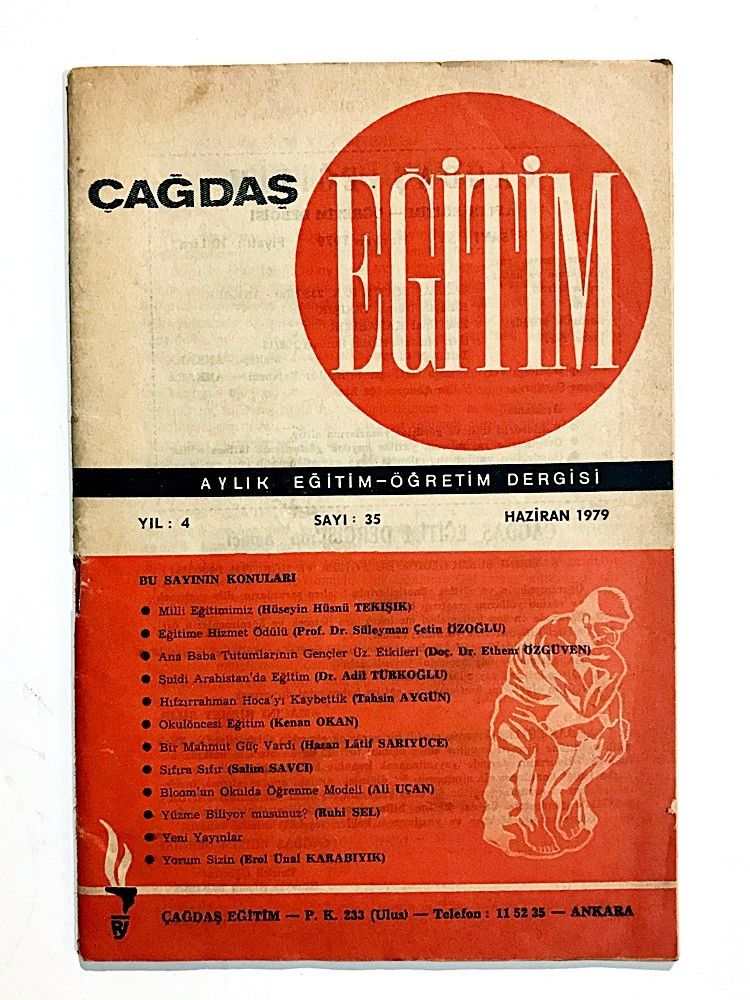 ÇAĞDAŞ
EĞİTİM
AYLIK EĞİTİM-ÖĞRETİM DERGİSİ
YIL : 4 SAYI : 35 HAZİRAN 1979
BU SAYININ KONULARI
● Milli Eğitimimiz (Hüseyin Hüsnü TEKIŞIK)
● Eğitime Hizmet Ödülü (Prof. Dr. Süleyman Çetin ÖZOĞLU)
● Ana Baba Tutumlarının Gençler Üz. Etkileri (Doç. Dr. Ethem ÖZGÜVEN)
● Suidi Arabistan'da Eğitim (Dr. Adil TÜRKOĞLU)
● Hıfzırrahman Hoca'yı Kaybettik (Tahsin AYGÜN)
● Okulöncesi Eğitim (Kenan OKAN)
● Bir Mahmut Güç Vardı (Hasan Lâtif SARIYÜCE)
● Sıfıra Sıfır (Salim SAVCI)
● Bloom'un Okulda Öğrenme Modeli (Ali UÇAN)
● Yüzme Biliyor musunuz? (Ruhi SEL)
● Yeni Yayınlar
● Yorum Sizin (Erol Ünal KARABIYIK)
ÇAĞDAŞ EĞİTİM — P. K. 233 (Ulus) — Telefon : 11 52 35 — ANKARA